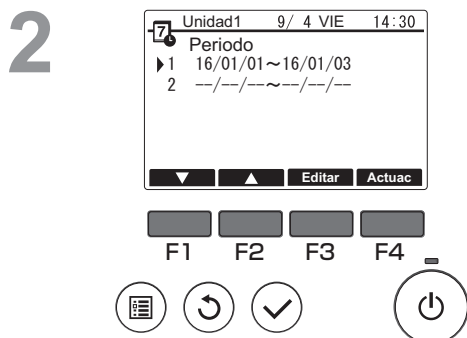 2
7
Unidad1 9/ 4 VIE 14:30
Periodo
1 16/01/01~16/01/03
2 --/--/--~--/--/--
▼ ▲ Editar Actuac
F1 F2 F3 F4